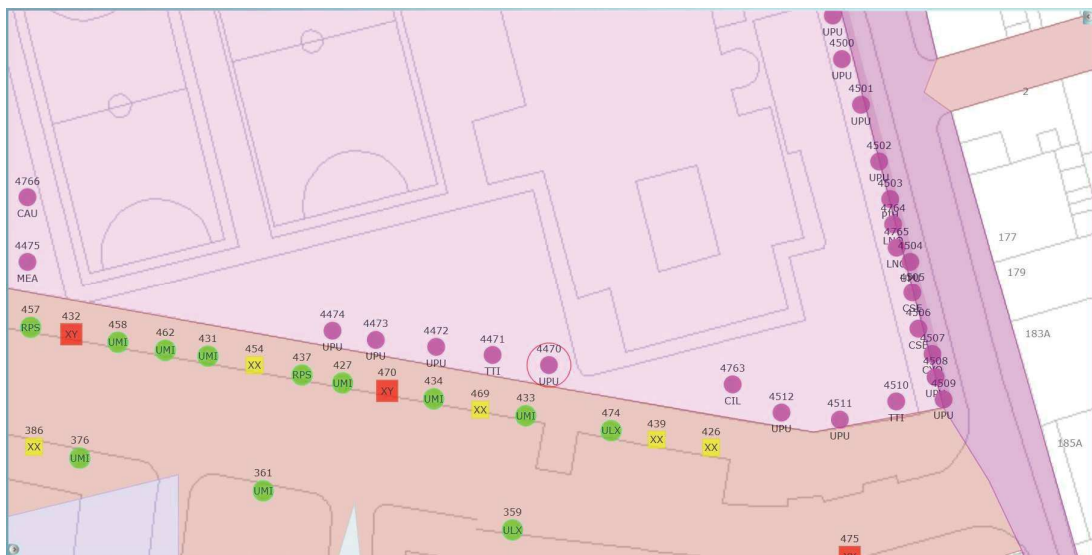 UPU
4500
UPU
4501
UPU
4502
UPU
4503
4764
4765
4504
4505
CSE
4506
CSE
4507
4508
4509
UPU
4510
TTI
4511
UPU
4512
UPU
4763
CIL
4470
UPU
4471
TTI
4472
UPU
4473
UPU
4474
UPU
4766
CAU
4475
MEA
457
RPS
432
XY
458
UMI
462
UMI
431
UMI
454
XX
437
RPS
427
UMI
470
XY
434
UMI
469
XX
433
UMI
474
ULX
439
XX
426
XX
386
XX
376
UMI
361
UMI
359
ULX
475
2
177
179
183A
185A